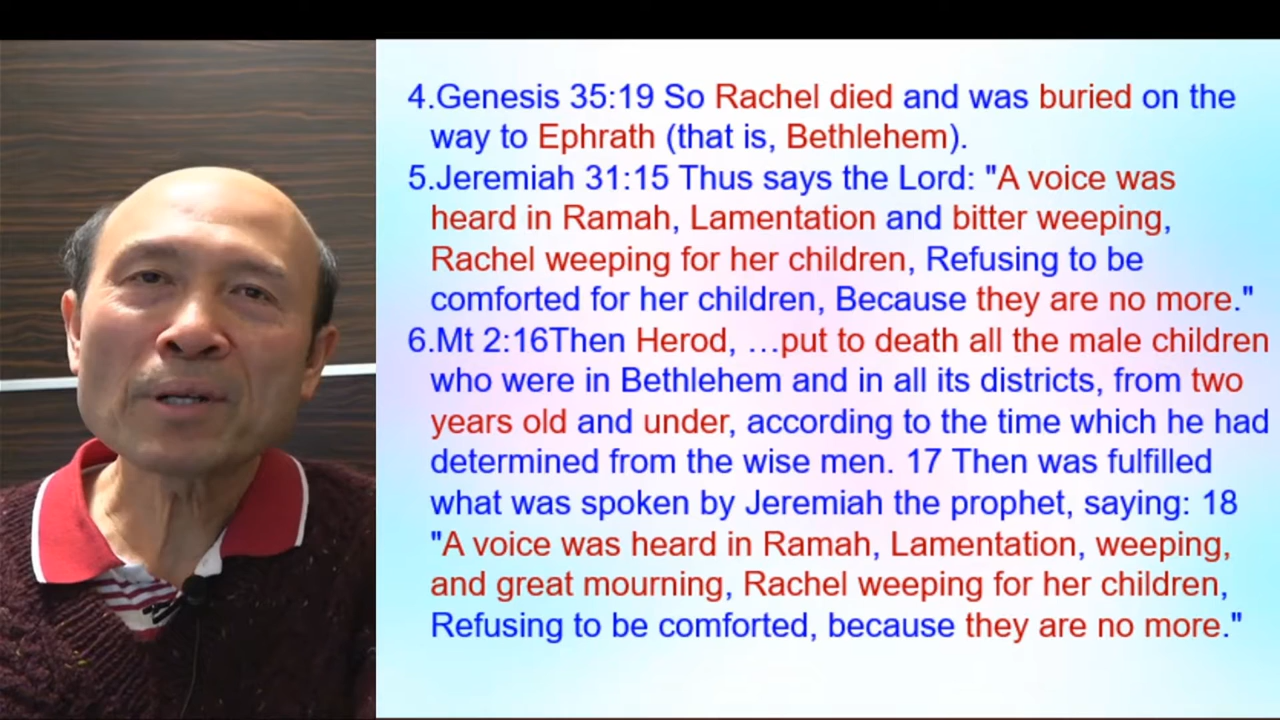 4.Genesis 35:19 So Rachel died and was buried on the
way to Ephrath (that is, Bethlehem).
5.Jeremiah 31:15 Thus says the Lord: "A voice was
heard in Ramah, Lamentation and bitter weeping,
Rachel weeping for her children, Refusing to be
comforted for her children, Because they are no more."
6.Mt 2:16Then Herod, …put to death all the male children
who were in Bethlehem and in all its districts, from two
years old and under, according to the time which he had
determined from the wise men. 17 Then was fulfilled
what was spoken by Jeremiah the prophet, saying: 18
"A voice was heard in Ramah, Lamentation, weeping,
and great mourning, Rachel weeping for her children,
Refusing to be comforted, because they are no more."